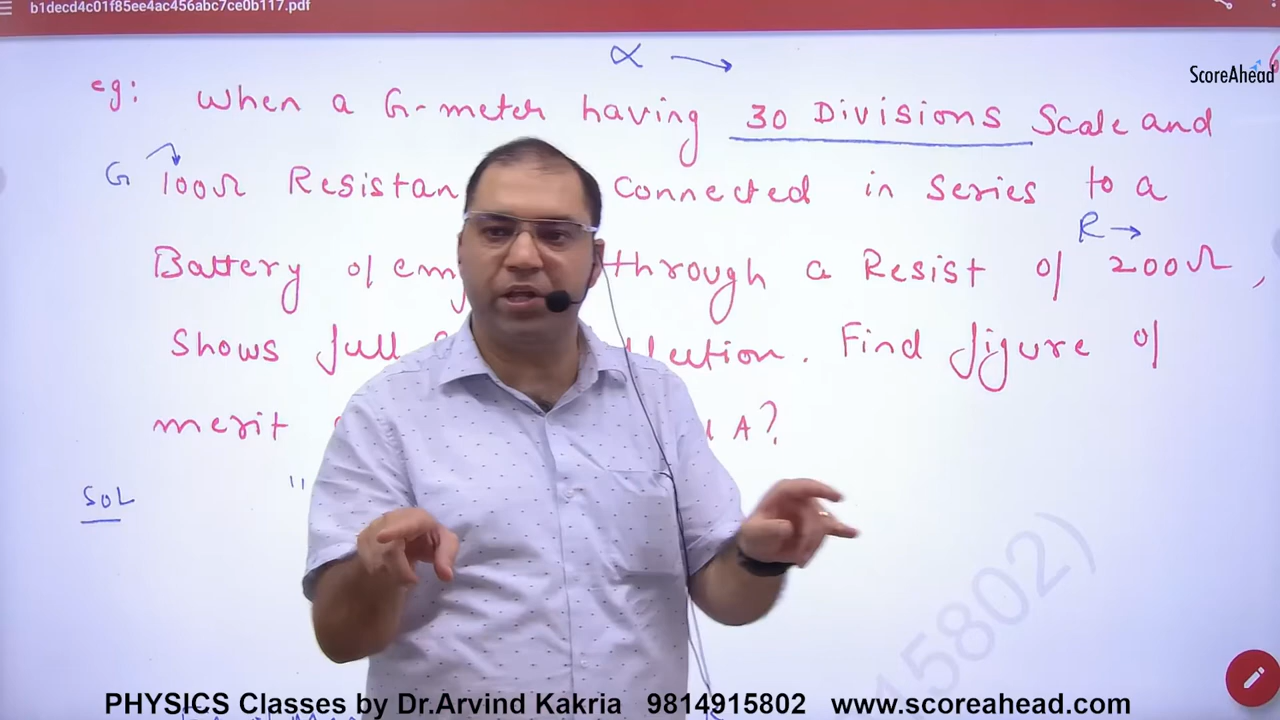 b1decd4c01f85ee4ac456abc7ce0b117.pdf
∝ →
ScoreAhead
eg: When a G-meter having 30 Divisions Scale and
G 100Ω Resistan connected in series to a
R →
Battery of em through a Resist of 200Ω,
Shows full llection. Find figure of
merit A?
Sol "
15802)
PHYSICS Classes by Dr.Arvind Kakria 9814915802 www.scoreahead.com